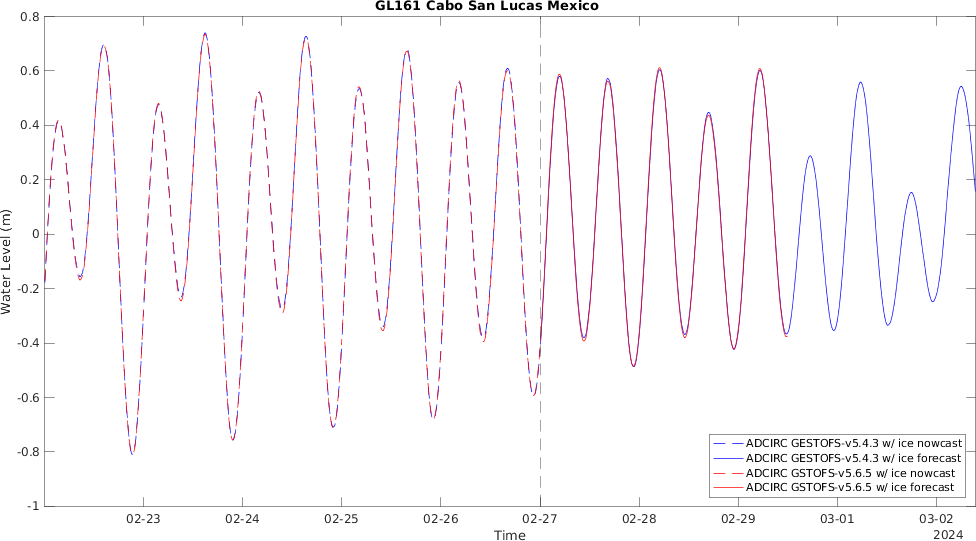 GL161 Cabo San Lucas Mexico
0.8
0.6
0.4
0.2
0
-0.2
-0.4
-0.6
-0.8
-1
Water Level (m)
02-23
02-24
02-25
02-26
02-27
02-28
02-29
03-01
03-02
Time
2024
ADCIRC GESTOFS-v5.4.3 w/ ice nowcast
ADCIRC GESTOFS-v5.4.3 w/ ice forecast
ADCIRC GSTOFS-v5.6.5 w/ ice nowcast
ADCIRC GSTOFS-v5.6.5 w/ ice forecast